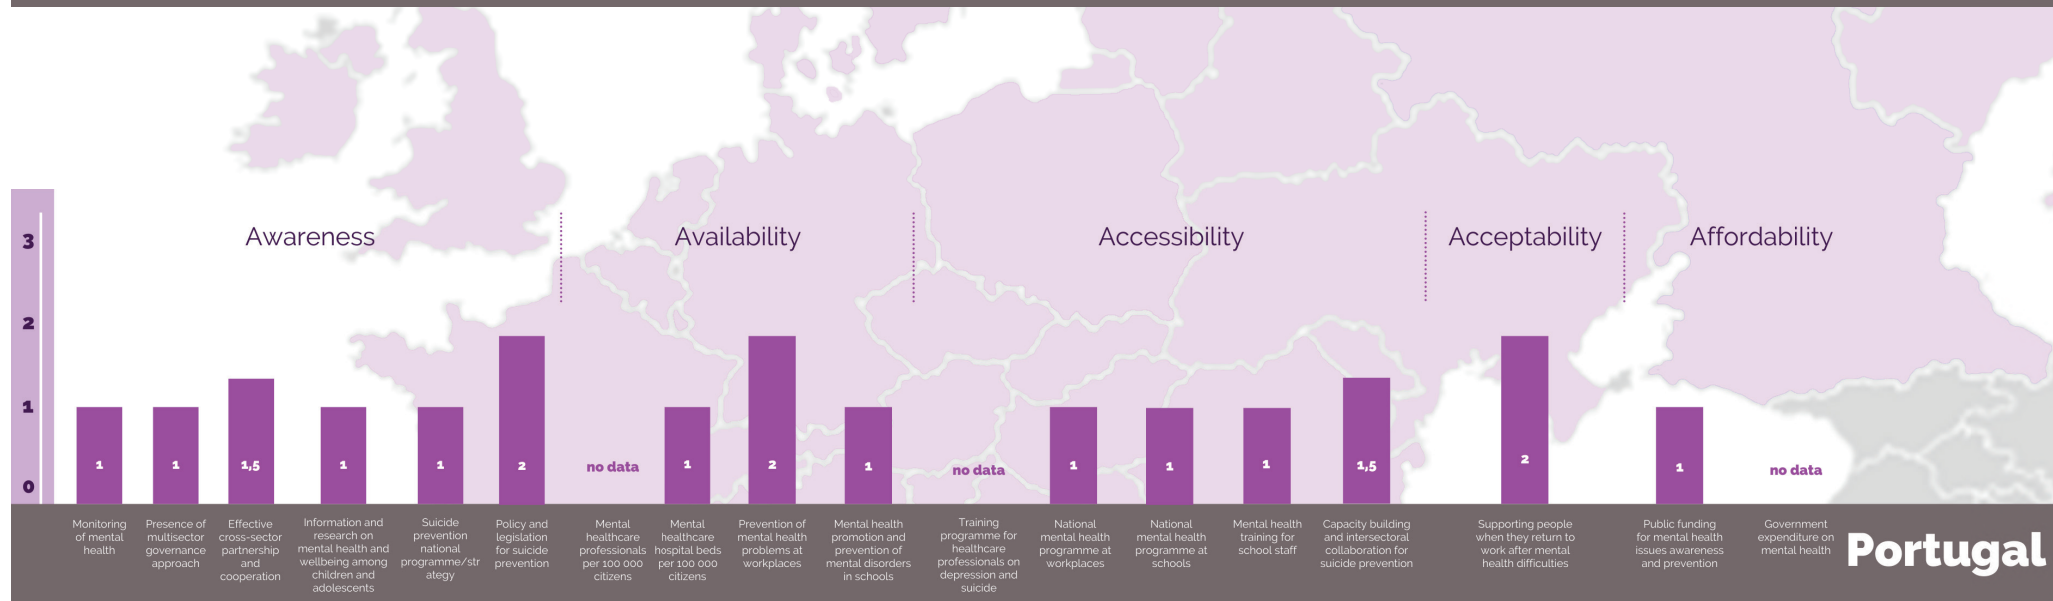 3
2
1
0
Awareness
Availability
Accessibility
Acceptability
Affordability
1
1
1,5
1
1
2
no data
1
2
1
no data
1
1
1
1,5
2
1
no data
Monitoring
of mental
health
Presence of
multisector
governance
approach
Effective
cross-sector
partnership
and
cooperation
Information and
research on
mental health and
wellbeing among
children and
adolescents
Suicide
prevention
national
programme/str
ategy
Policy and
legislation
for suicide
prevention
Mental
healthcare
professionals
per 100 000
citizens
Mental
healthcare
hospital beds
per 100 000
citizens
Prevention of
mental health
problems at
workplaces
Mental health
promotion and
prevention of
mental disorders
in schools
Training
programme for
healthcare
professionals on
depression and
suicide
National
mental health
programme at
workplaces
National
mental health
programme at
schools
Mental health
training for
school staff
Capacity building
and intersectoral
collaboration for
suicide prevention
Supporting people
when they return to
work after mental
health difficulties
Public funding
for mental health
issues awareness
and prevention
Government
expenditure on
mental health
Portugal